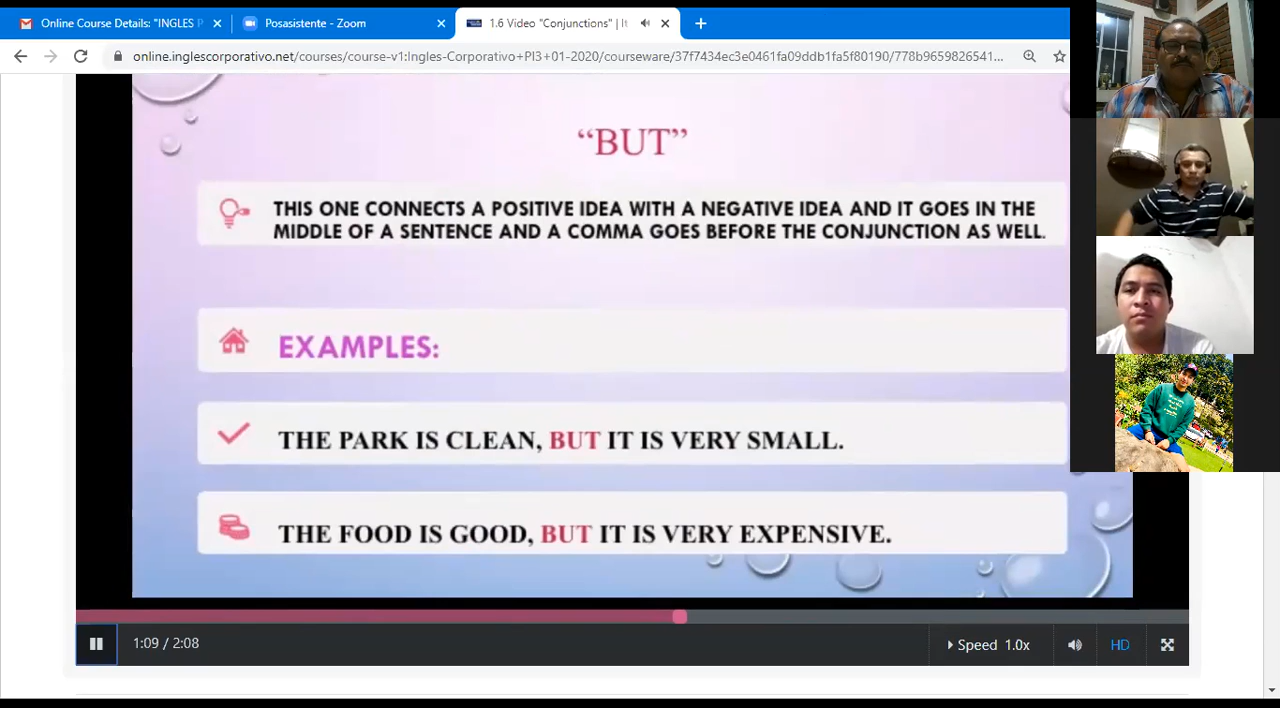 Online Course Details: "INGLES P
Posasistente - Zoom
1.6 Video "Conjunctions" | It
online.inglescorporativo.net/courses/course-v1:Ingles-Corporativo+PI3+01-2020/courseware/37f7434ec3e0461fa09ddb1fa5f80190/778b9659826541...
“BUT”
THIS ONE CONNECTS A POSITIVE IDEA WITH A NEGATIVE IDEA AND IT GOES IN THE
MIDDLE OF A SENTENCE AND A COMMA GOES BEFORE THE CONJUNCTION AS WELL.
EXAMPLES:
THE PARK IS CLEAN, BUT IT IS VERY SMALL.
THE FOOD IS GOOD, BUT IT IS VERY EXPENSIVE.
1:09 / 2:08
Speed 1.0x
HD